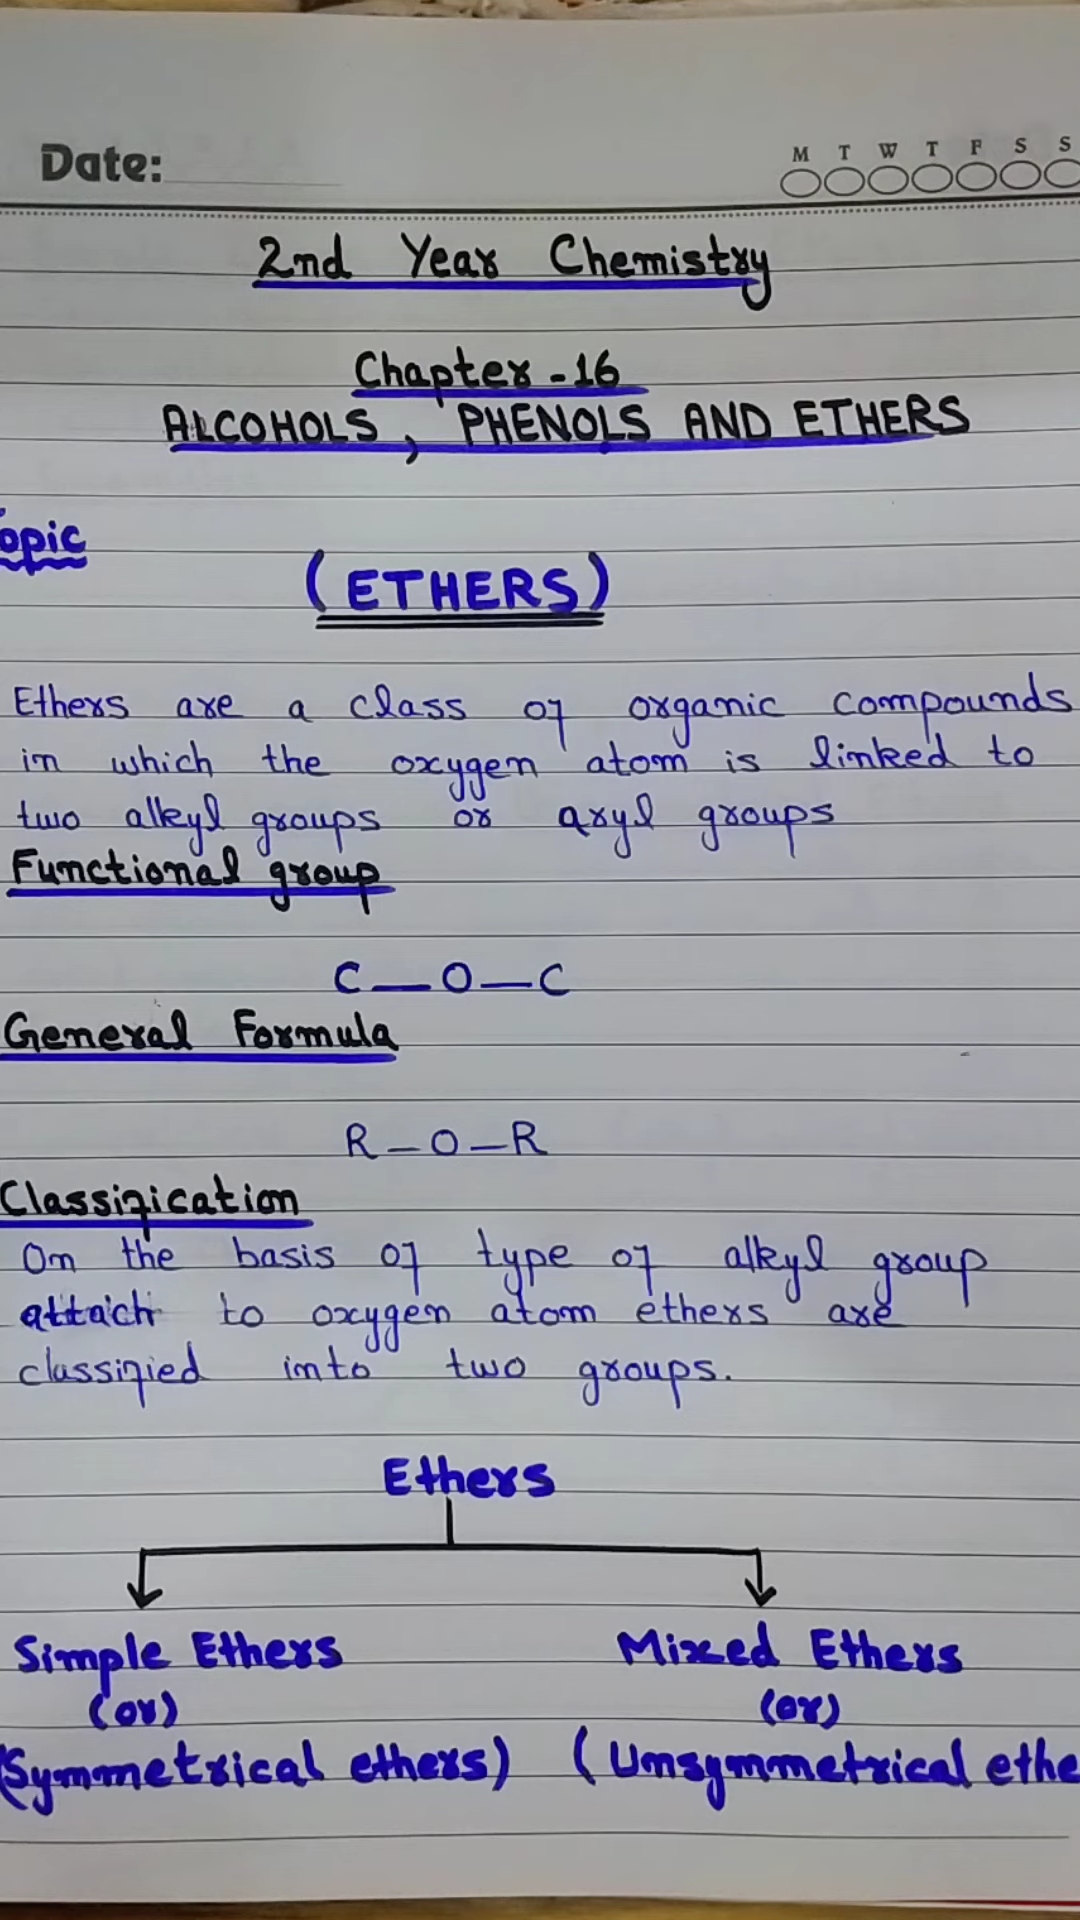 Date:
M T W T F S S
2nd Year Chemistry
Chapter-16
ALCOHOLS, PHENOLS AND ETHERS
opic
(ETHERS)
Ethers are a class of organic compounds
in which the oxygen atom is linked to
two alkyl groups or aryl groups
Functional group
C—O—C
General Formula
R—O—R
Classification
On the basis of type of alkyl group
attach to oxygen atom ethers are
classified into two groups.
Ethers
Simple Ethers Mixed Ethers
(or) (or)
(Symmetrical ethers) (Unsymmetrical ethe